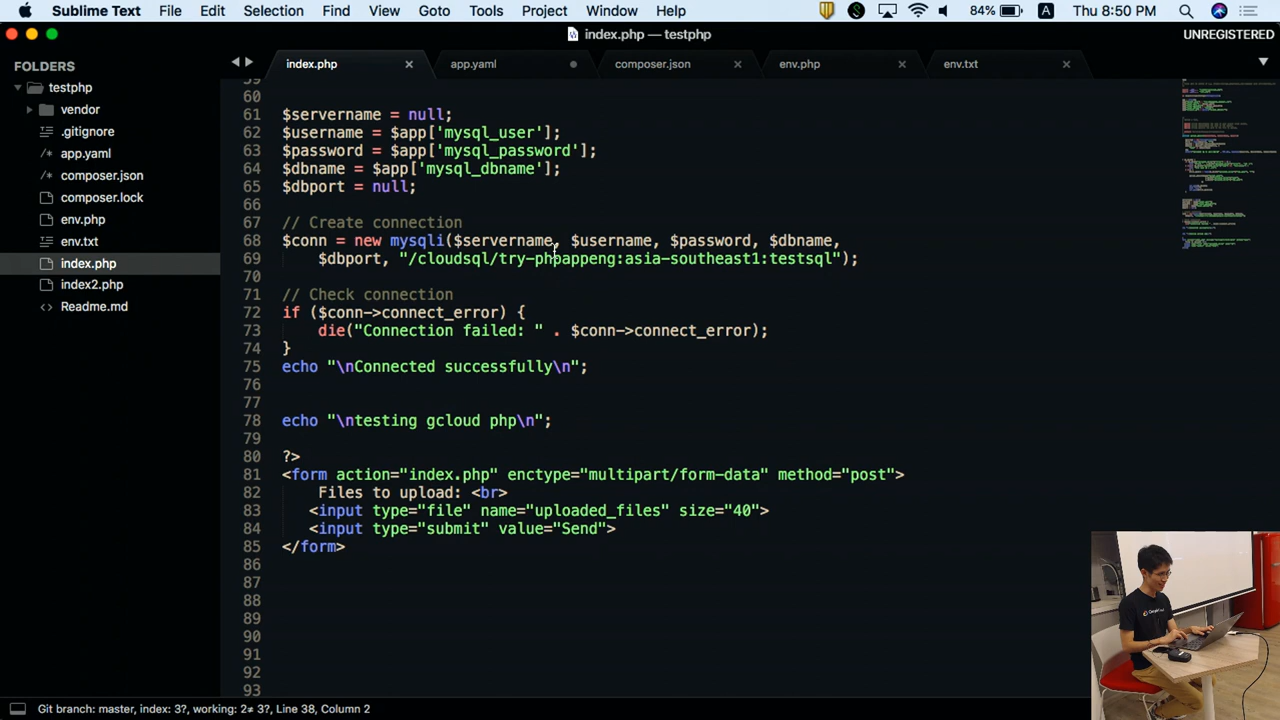 Sublime Text File Edit Selection Find View Goto Tools Project Window Help 84% A Thu 8:50 PM
index.php — testphp
UNREGISTERED
FOLDERS
testphp
vendor
.gitignore
app.yaml
composer.json
composer.lock
env.php
env.txt
index.php
index2.php
Readme.md
index.php app.yaml composer.json env.php env.txt
59
60
61 $servername = null;
62 $username = $app['mysql_user'];
63 $password = $app['mysql_password'];
64 $dbname = $app['mysql_dbname'];
65 $dbport = null;
66
67 // Create connection
68 $conn = new mysqli($servername, $username, $password, $dbname,
69 $dbport, "/cloudsql/try-phpappeng:asia-southeast1:testsql");
70
71 // Check connection
72 if ($conn->connect_error) {
73 die("Connection failed: " . $conn->connect_error);
74 }
75 echo "\nConnected successfully\n";
76
77
78 echo "\ntesting gcloud php\n";
79
80 ?>
81 <form action="index.php" enctype="multipart/form-data" method="post">
82 Files to upload: <br>
83 <input type="file" name="uploaded_files" size="40">
84 <input type="submit" value="Send">
85 </form>
86
87
88
89
90
91
92
93
Git branch: master, index: 3?, working: 2≠ 3?, Line 38, Column 2